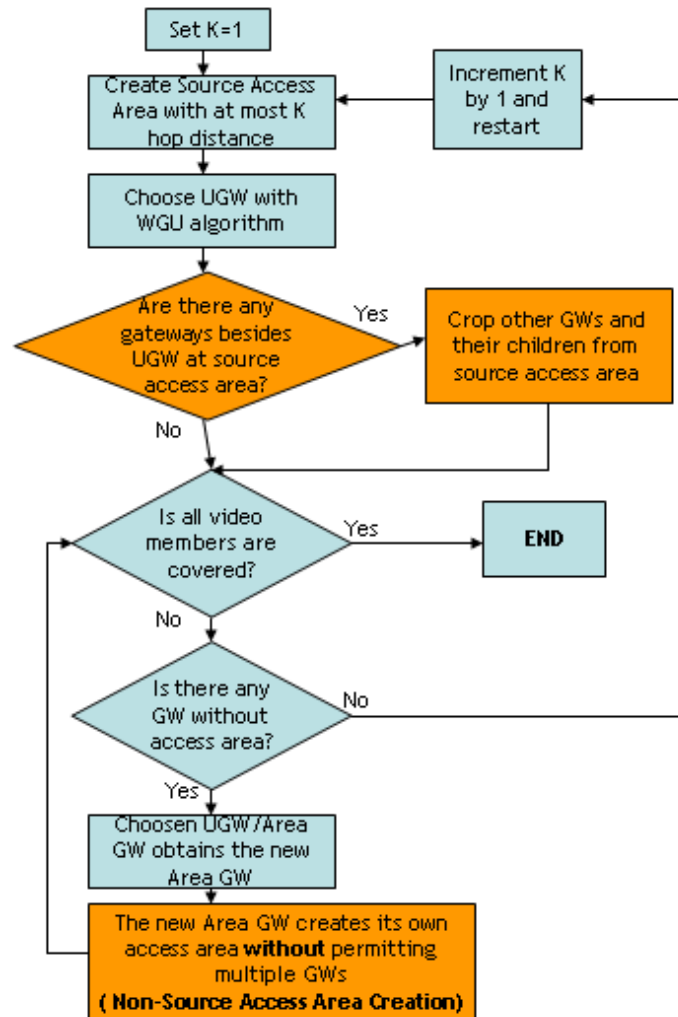 Set K=1
Create Source Access
Area with at most K
hop distance
Increment K
by 1 and
restart
Choose UGW with
WGU algorithm
Are there any
gateways besides
UGW at source
access area?
Yes
Crop other GWs and
their children from
source access area
No
Is all video
members are
covered?
Yes
END
No
Is there any
GW without
access area?
No
Yes
Choosen UGW/Area
GW obtains the new
Area GW
The new Area GW creates its own
access area without permitting
multiple GWs
( Non-Source Access Area Creation)